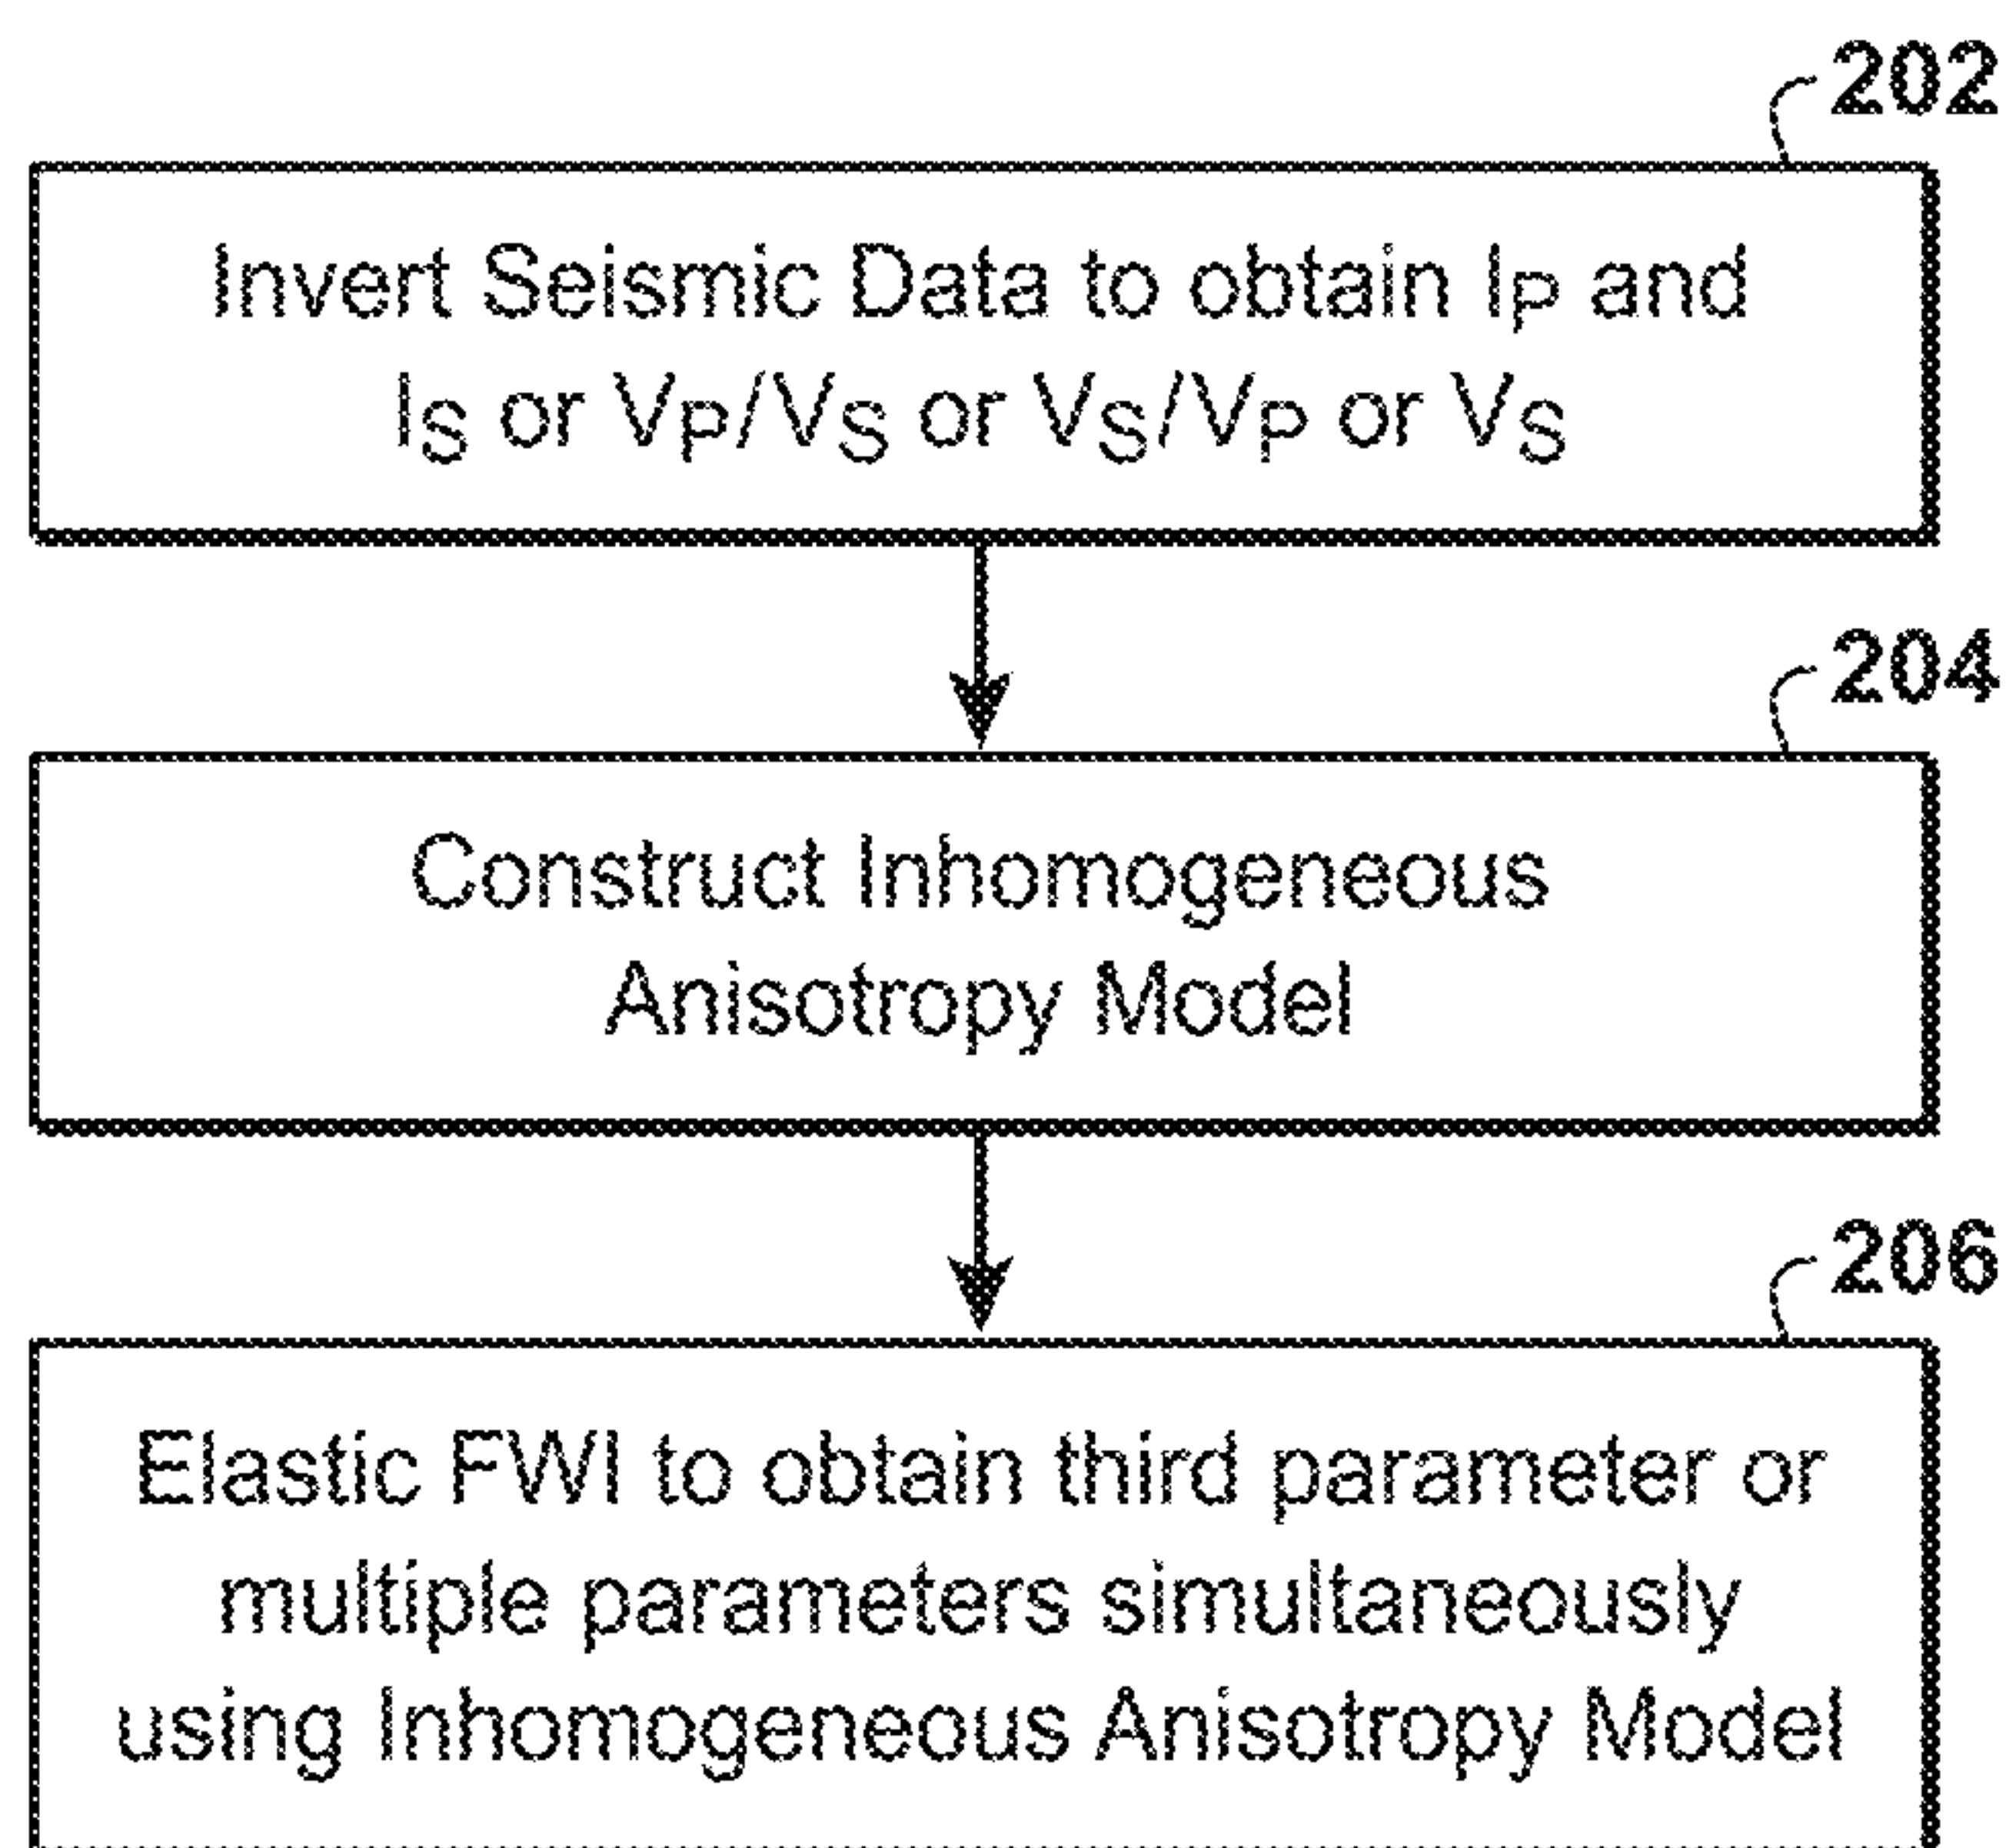 202
Invert Seismic Data to obtain IP and
IS or VP/VS or VS/VP or VS
204
Construct Inhomogeneous
Anisotropy Model
206
Elastic FWI to obtain third parameter or
multiple parameters simultaneously
using Inhomogeneous Anisotropy Model